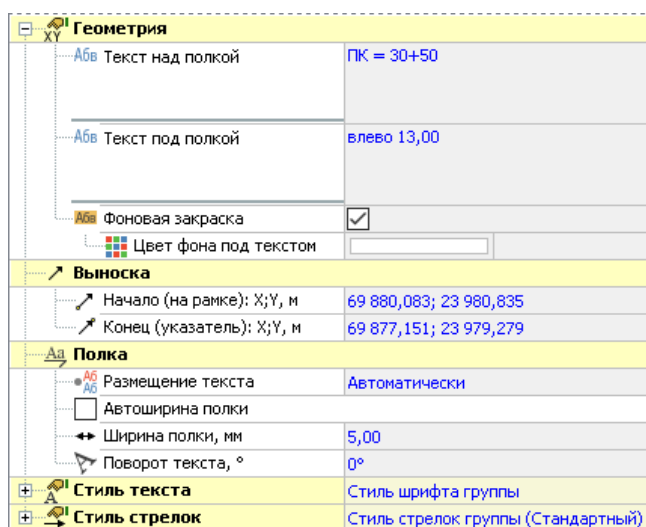 XY Геометрия
Абв Текст над полкой ПК = 30+50
Абв Текст под полкой влево 13,00
Абв Фоновая закраска
Цвет фона под текстом
Выноска
Начало (на рамке): X;Y, м 69 880,083; 23 980,835
Конец (указатель): X;Y, м 69 877,151; 23 979,279
Аа Полка
Аб Аб Размещение текста Автоматически
Автоширина полки
Ширина полки, мм 5,00
Поворот текста, ° 0°
A Стиль текста Стиль шрифта группы
Стиль стрелок Стиль стрелок группы (Стандартный)